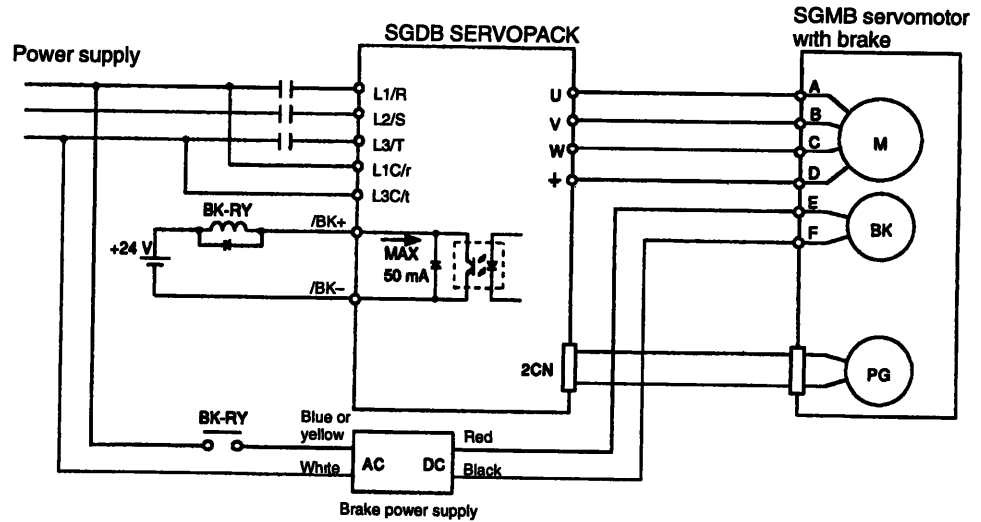 SGMB servomotor
with brake
SGDB SERVOPACK
Power supply
L1/R
L2/S
L3/T
L1C/r
L3C/t
U
V
W
A
B
C
D
M
BK-RY
/BK+
+24 V
MAX
50 mA
/BK–
E
F
BK
2CN
PG
BK-RY
Blue or
yellow
White
AC
DC
Red
Black
Brake power supply